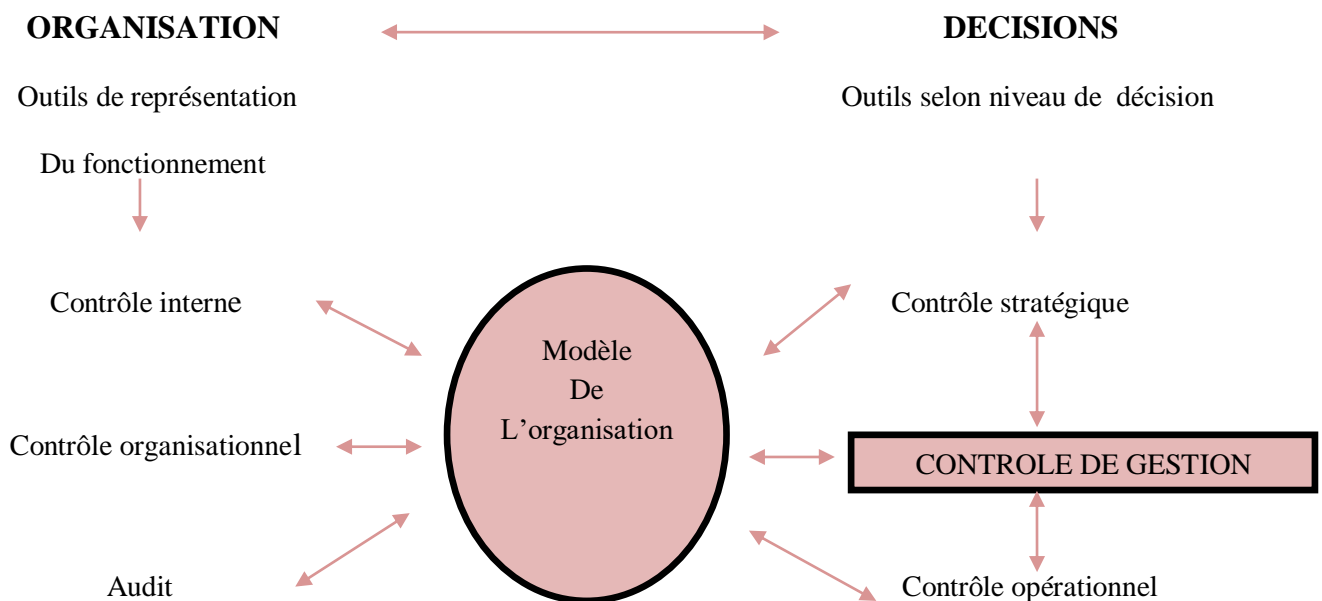 ORGANISATION
DECISIONS
Outils de représentation
Outils selon niveau de décision
Du fonctionnement
Contrôle interne
Contrôle stratégique
Modèle
De
L’organisation
Contrôle organisationnel
CONTROLE DE GESTION
Audit
Contrôle opérationnel